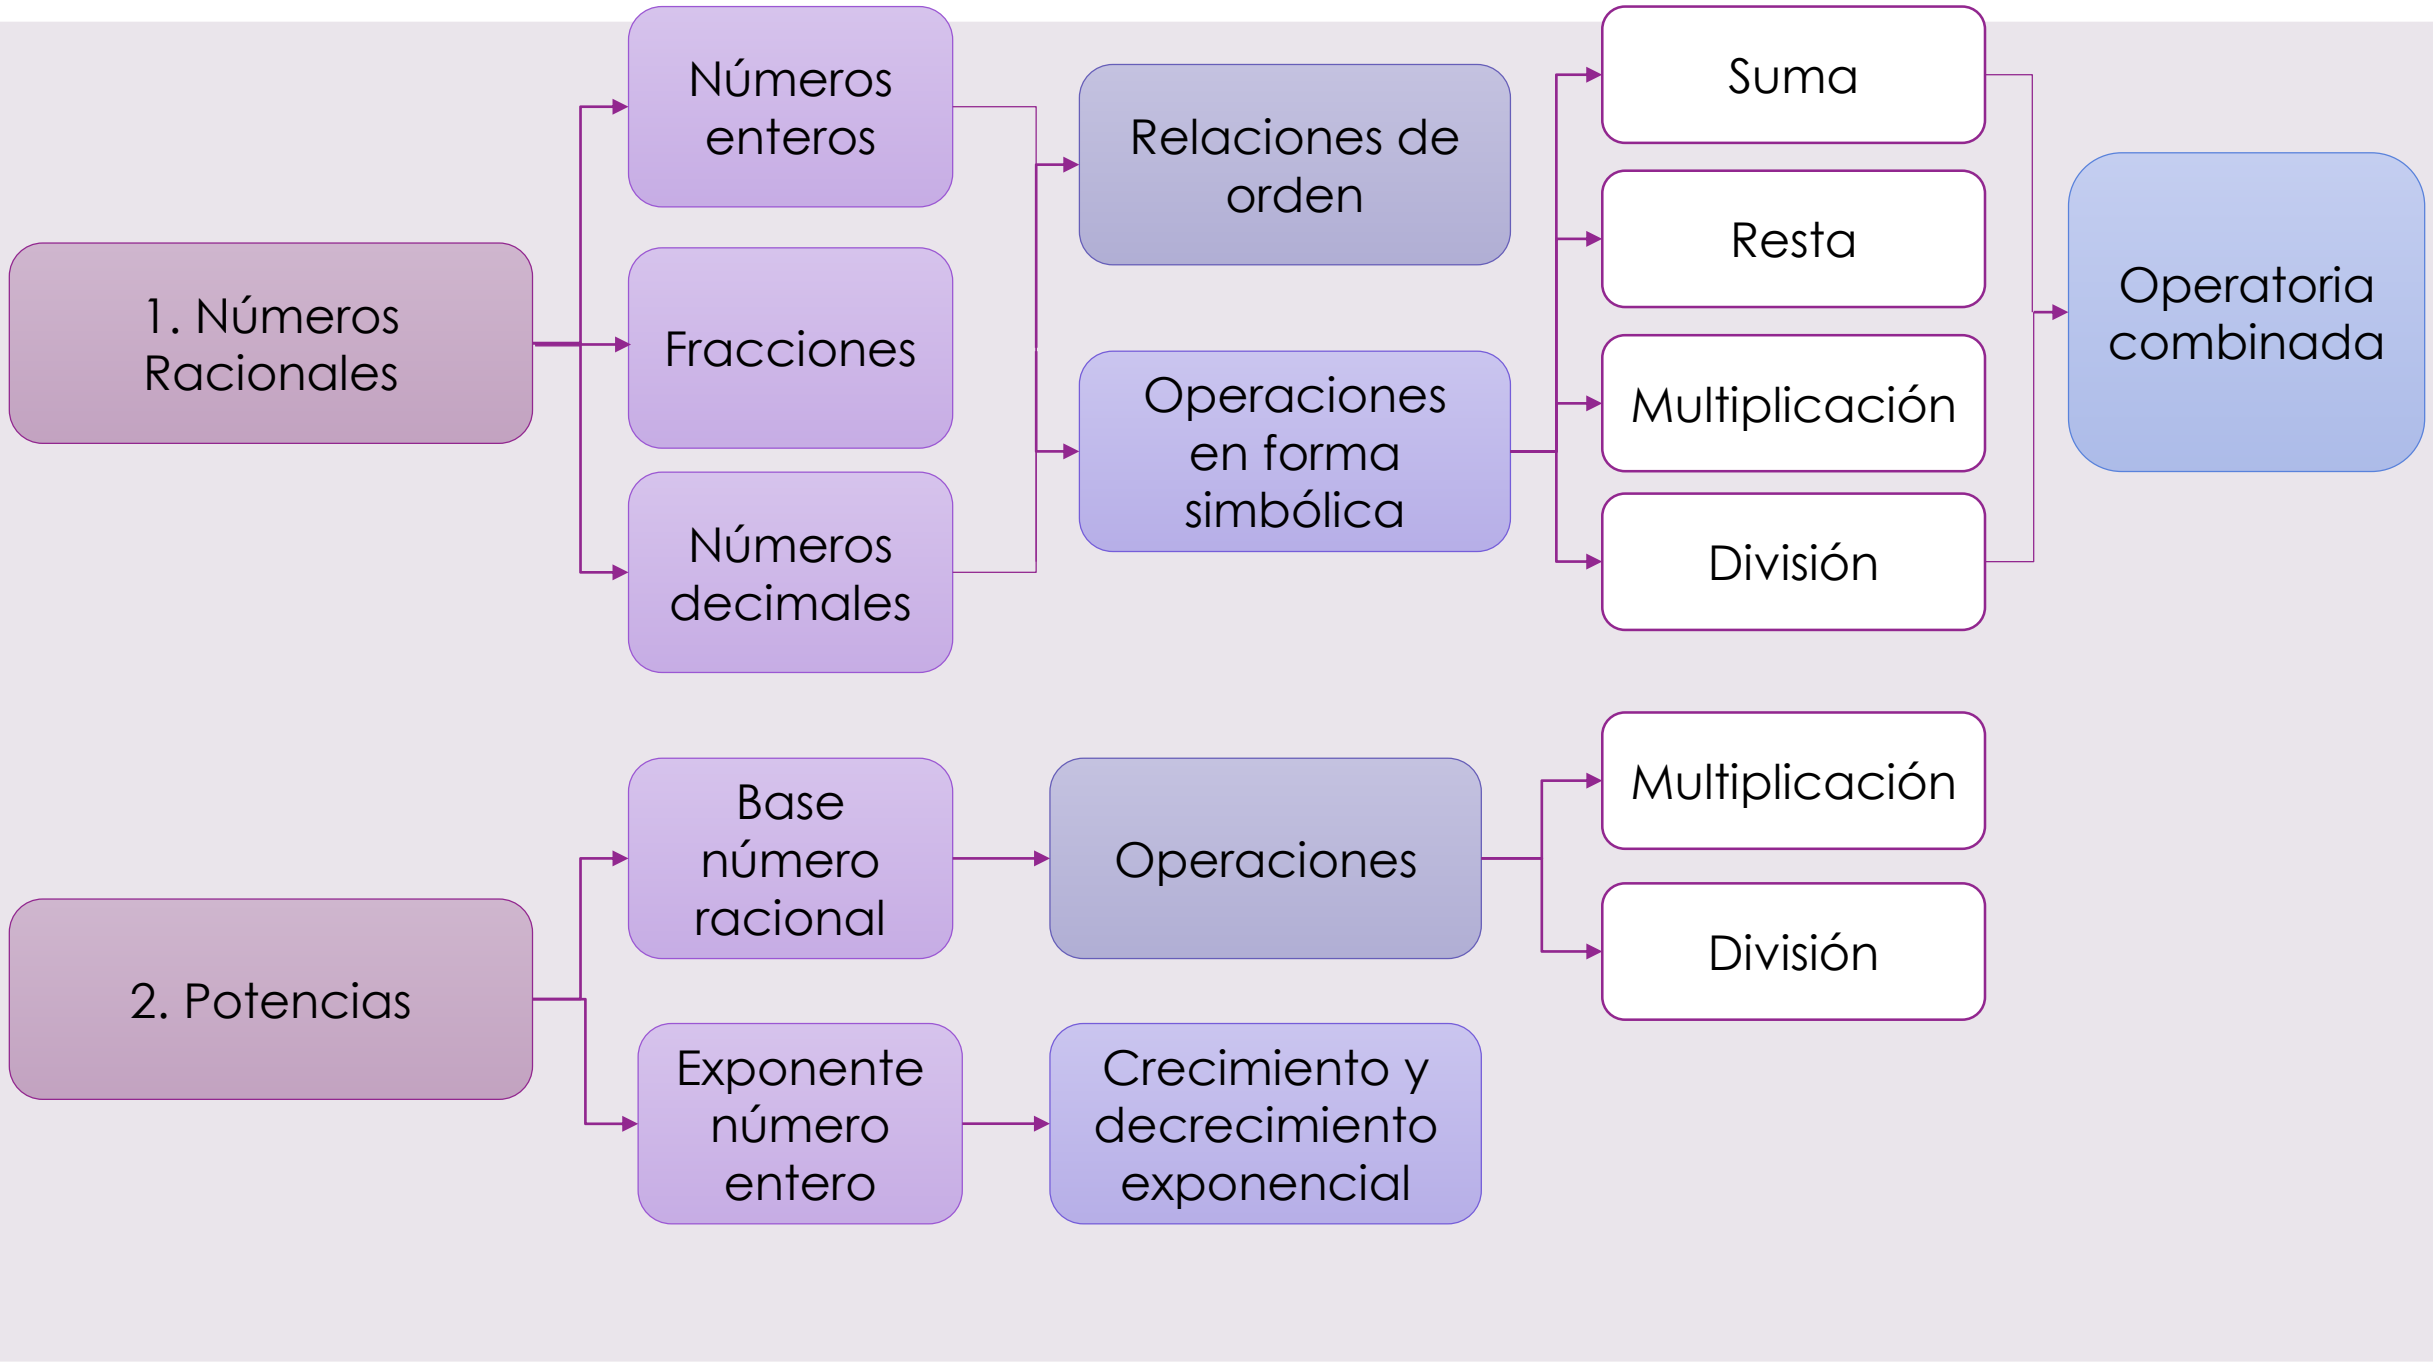 1. Números
Racionales
Números
enteros
Fracciones
Números
decimales
Relaciones de
orden
Operaciones
en forma
simbólica
Suma
Resta
Multiplicación
División
Operatoria
combinada
2. Potencias
Base
número
racional
Operaciones
Multiplicación
División
Exponente
número
entero
Crecimiento y
decrecimiento
exponencial